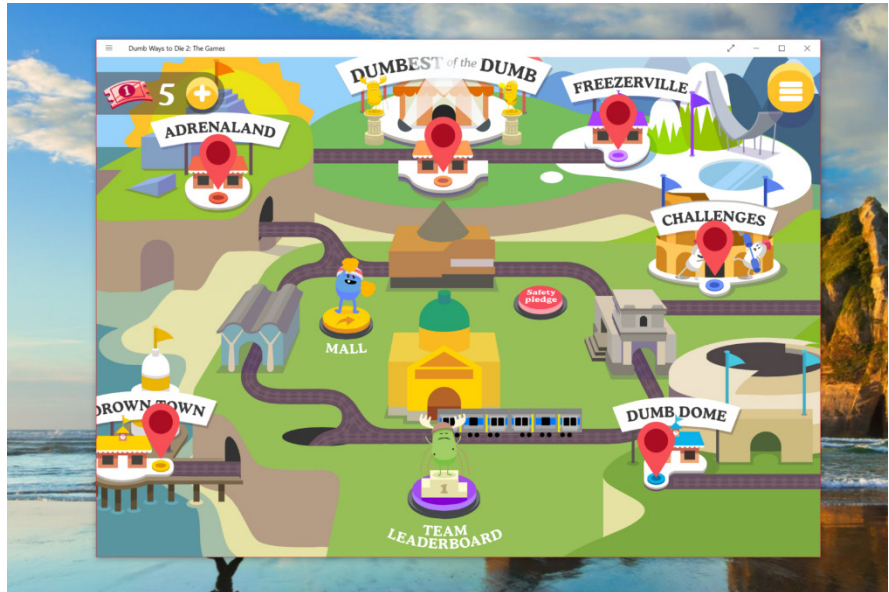 Dumb Ways to Die 2: The Games
DUMBEST of the DUMB
FREEZERVILLE
1
5
ADRENALAND
CHALLENGES
Safety
pledge
MALL
DROWN TOWN
DUMB DOME
1
TEAM
LEADERBOARD